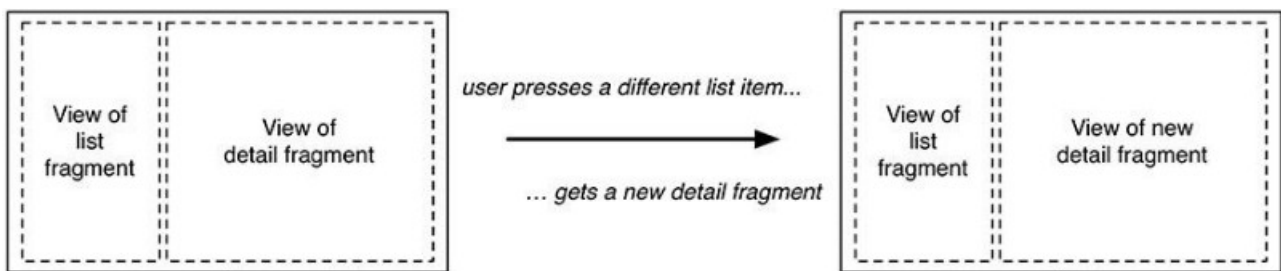 View of
list
fragment
View of
detail fragment
user presses a different list item...
... gets a new detail fragment
View of
list
fragment
View of new
detail fragment